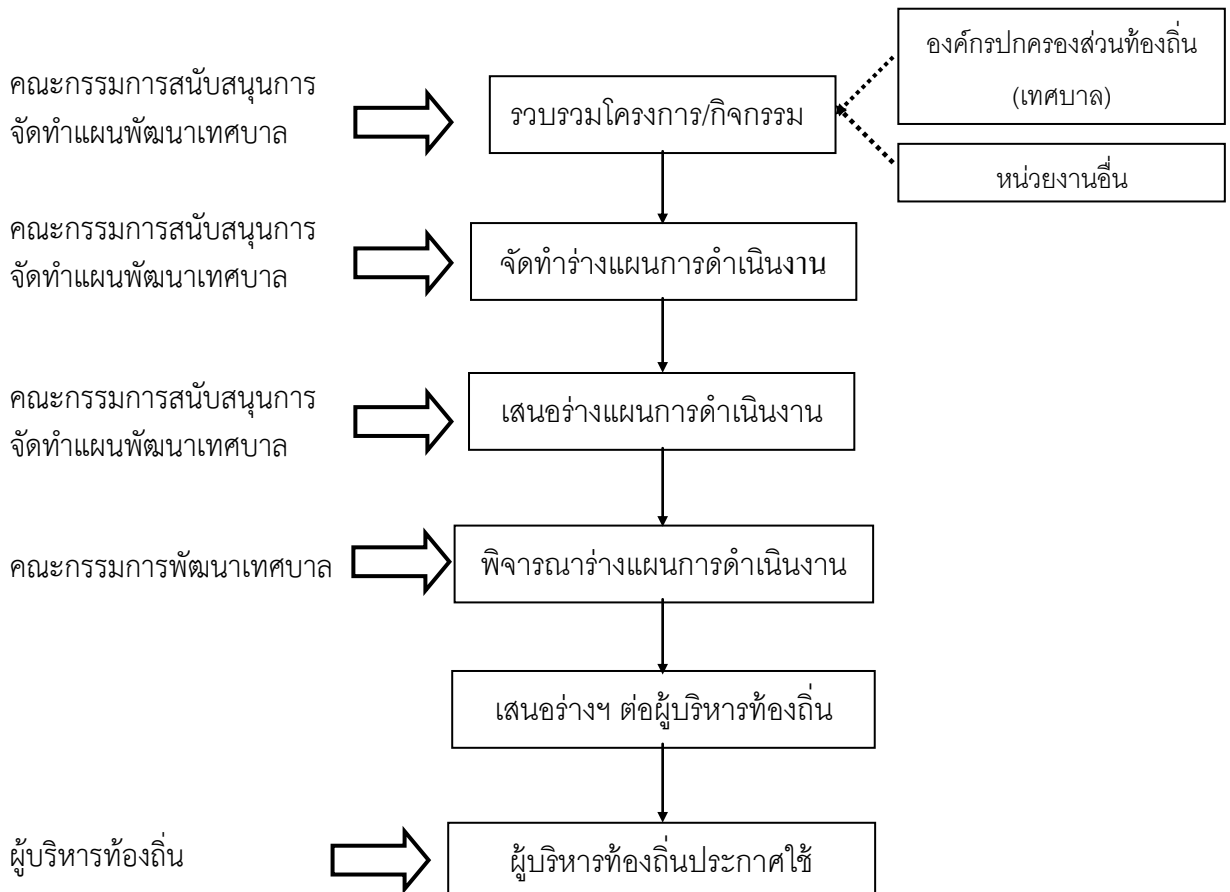 องค์กรปกครองส่วนท้องถิ่น
(เทศบาล)
คณะกรรมการสนับสนุนการ
จัดทำแผนพัฒนาเทศบาล
รวบรวมโครงการ/กิจกรรม
หน่วยงานอื่น
คณะกรรมการสนับสนุนการ
จัดทำแผนพัฒนาเทศบาล
จัดทำร่างแผนการดำเนินงาน
คณะกรรมการสนับสนุนการ
จัดทำแผนพัฒนาเทศบาล
เสนอร่างแผนการดำเนินงาน
คณะกรรมการพัฒนาเทศบาล
พิจารณาร่างแผนการดำเนินงาน
เสนอร่างฯ ต่อผู้บริหารท้องถิ่น
ผู้บริหารท้องถิ่น
ผู้บริหารท้องถิ่นประกาศใช้